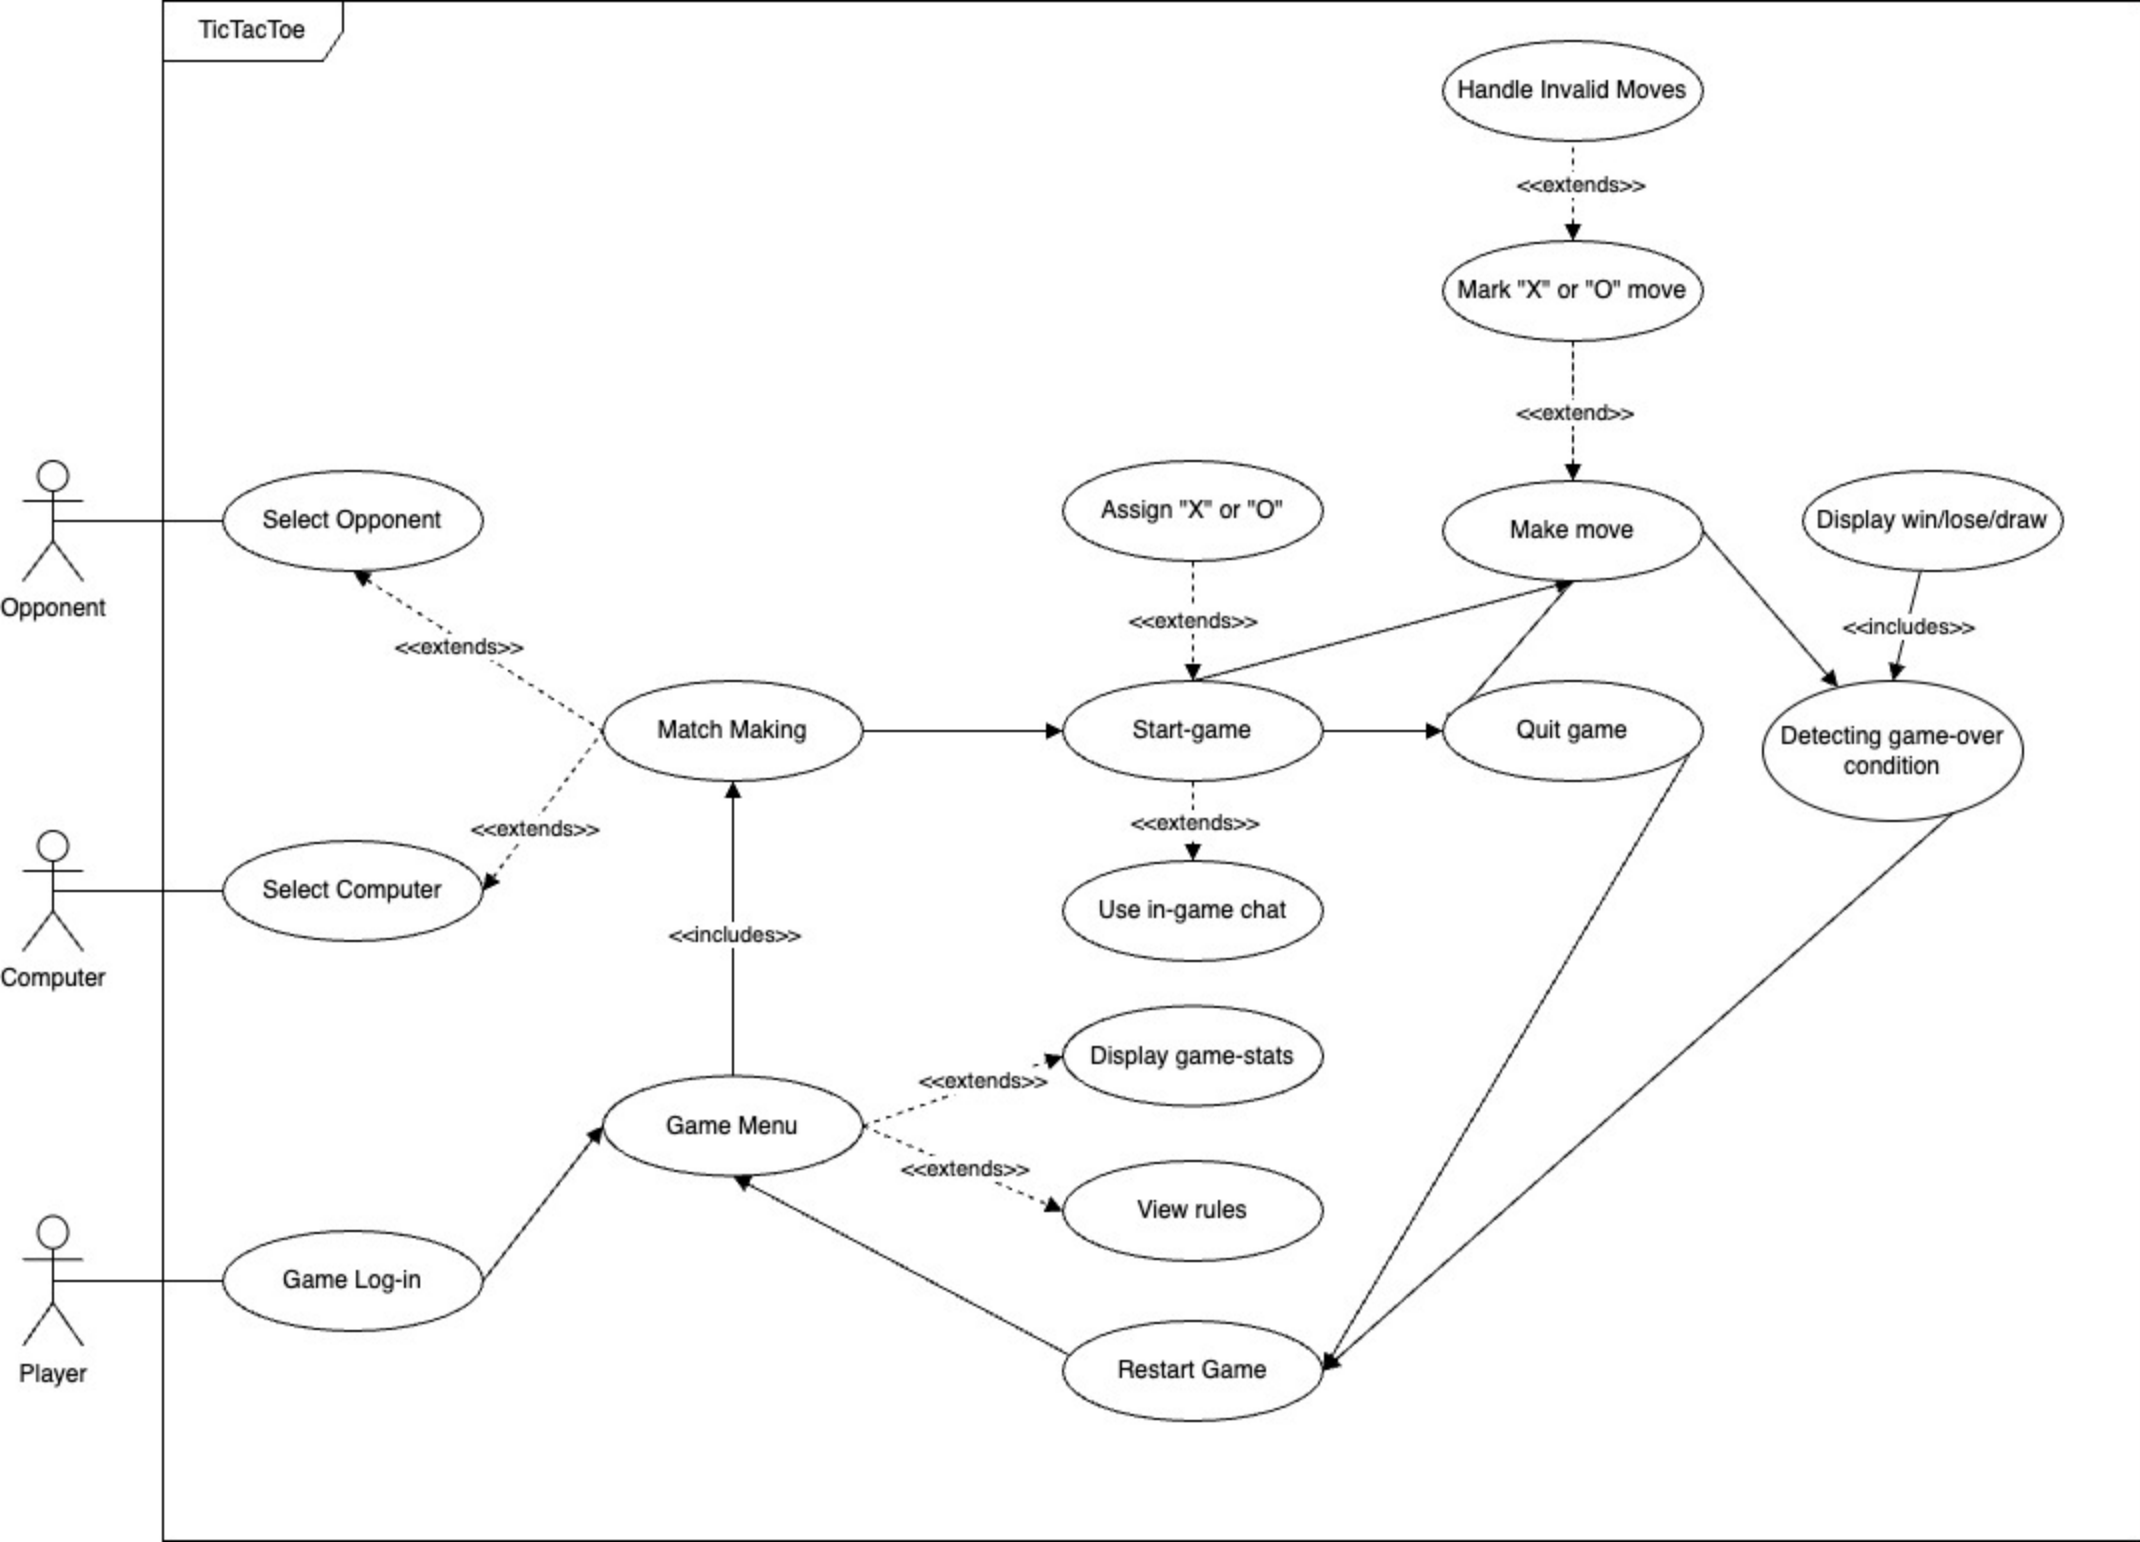 TicTacToe
Handle Invalid Moves
<<extends>>
Mark "X" or "O" move
<<extend>>
Opponent
Select Opponent
Assign "X" or "O"
Make move
Display win/lose/draw
<<extends>>
<<extends>>
<<includes>>
Match Making
Start-game
Quit game
Detecting game-over
condition
<<extends>>
<<extends>>
Computer
Select Computer
Use in-game chat
<<includes>>
Display game-stats
<<extends>>
Game Menu
<<extends>>
View rules
Player
Game Log-in
Restart Game